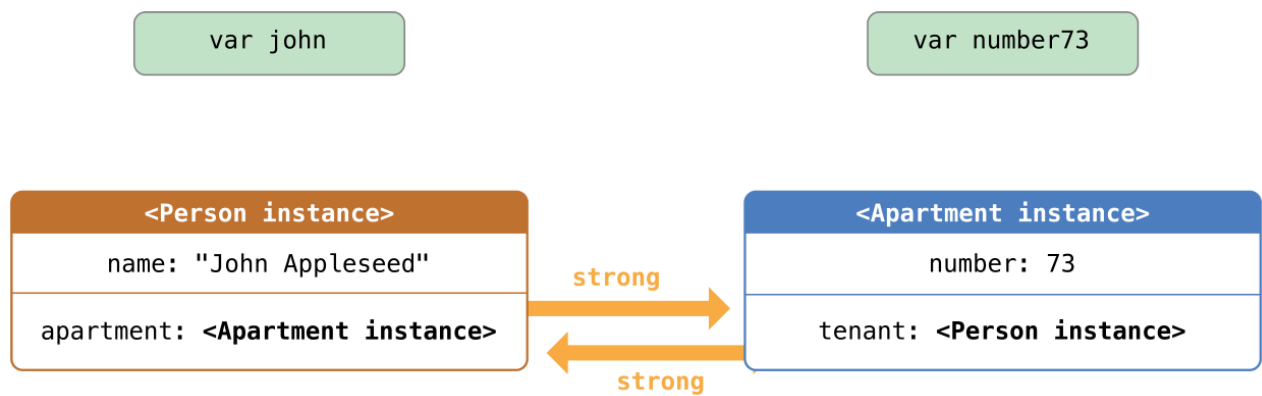 var john
var number73
<Person instance>
name: "John Appleseed"
apartment: <Apartment instance>
strong
strong
<Apartment instance>
number: 73
tenant: <Person instance>